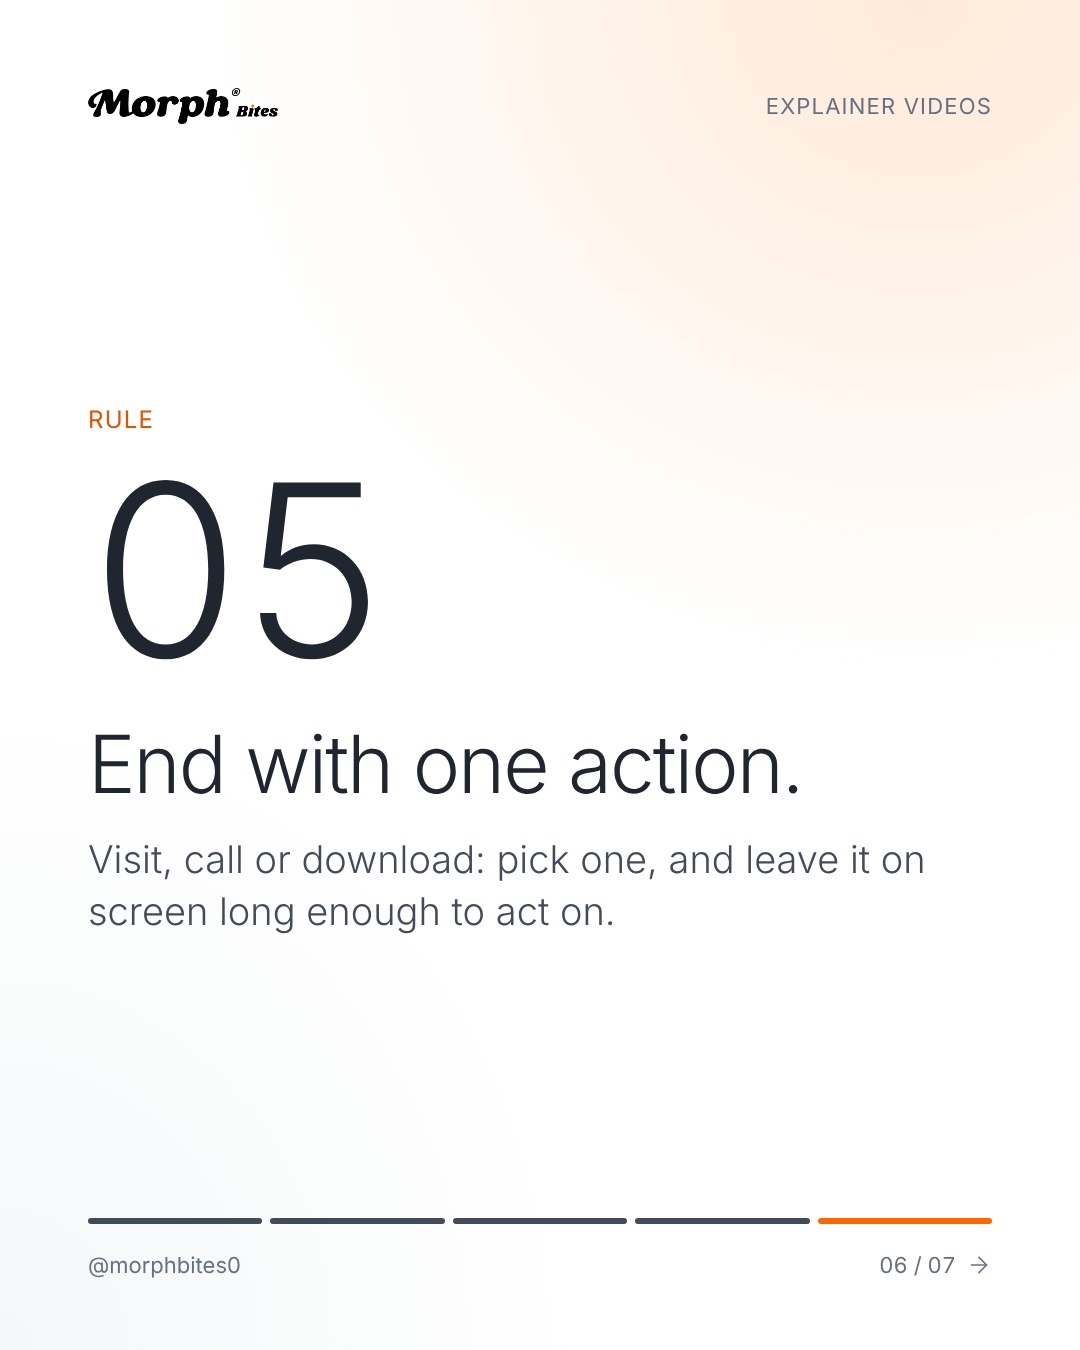 Morph® Bites
EXPLAINER VIDEOS
RULE
05
End with one action.
Visit, call or download: pick one, and leave it on
screen long enough to act on.
@morphbites0
06 / 07 →